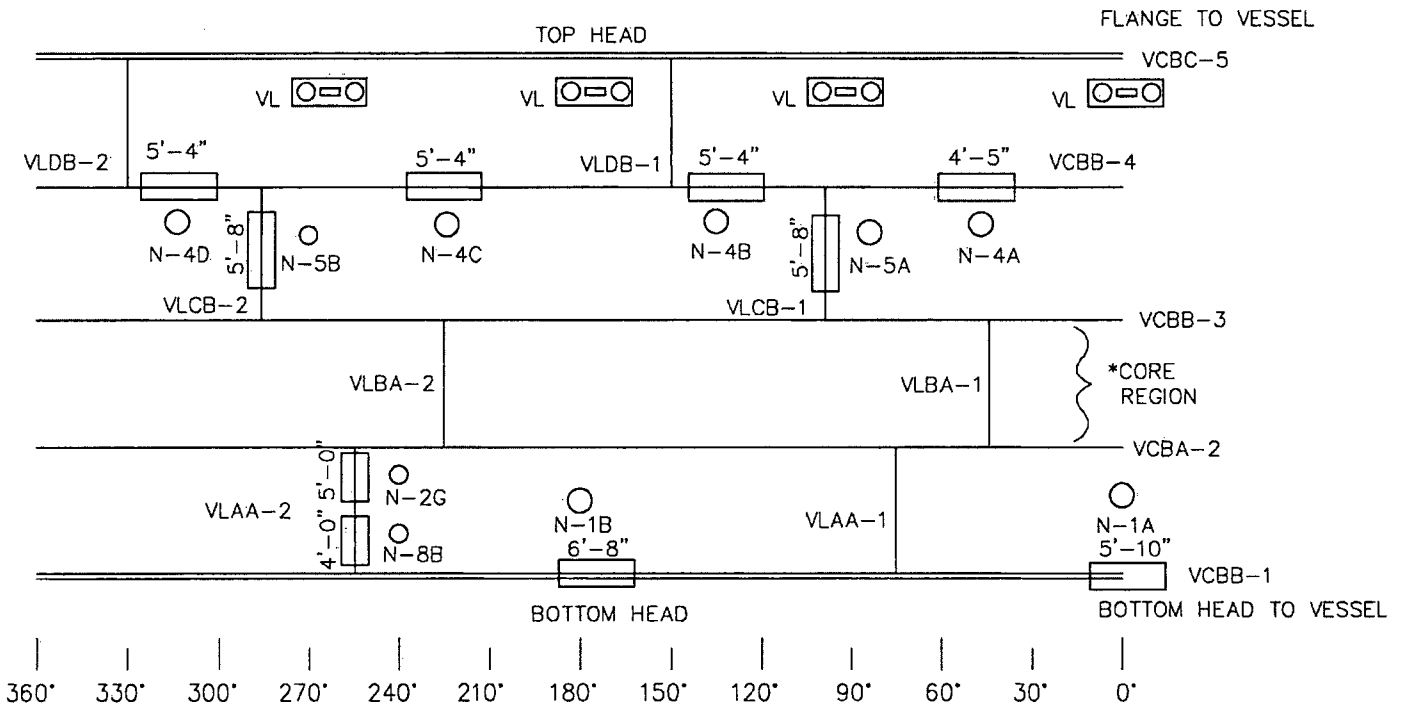 FLANGE TO VESSEL
TOP HEAD
VCBC-5
VL
VL
VL
VL
VLDB-2
5'-4"
5'-4"
VLDB-1
5'-4"
4'-5"
VCBB-4
N-4D
5'-8"
N-5B
N-4C
N-4B
5'-8"
N-5A
N-4A
VLCB-2
VLCB-1
VCBB-3
VLBA-2
VLBA-1
*CORE
REGION
VCBA-2
5'-0"
N-2G
VLAA-2
N-1B
VLAA-1
N-1A
4'-0"
N-8B
6'-8"
5'-10"
VCBB-1
BOTTOM HEAD
BOTTOM HEAD TO VESSEL
360° 330° 300° 270° 240° 210° 180° 150° 120° 90° 60° 30° 0°